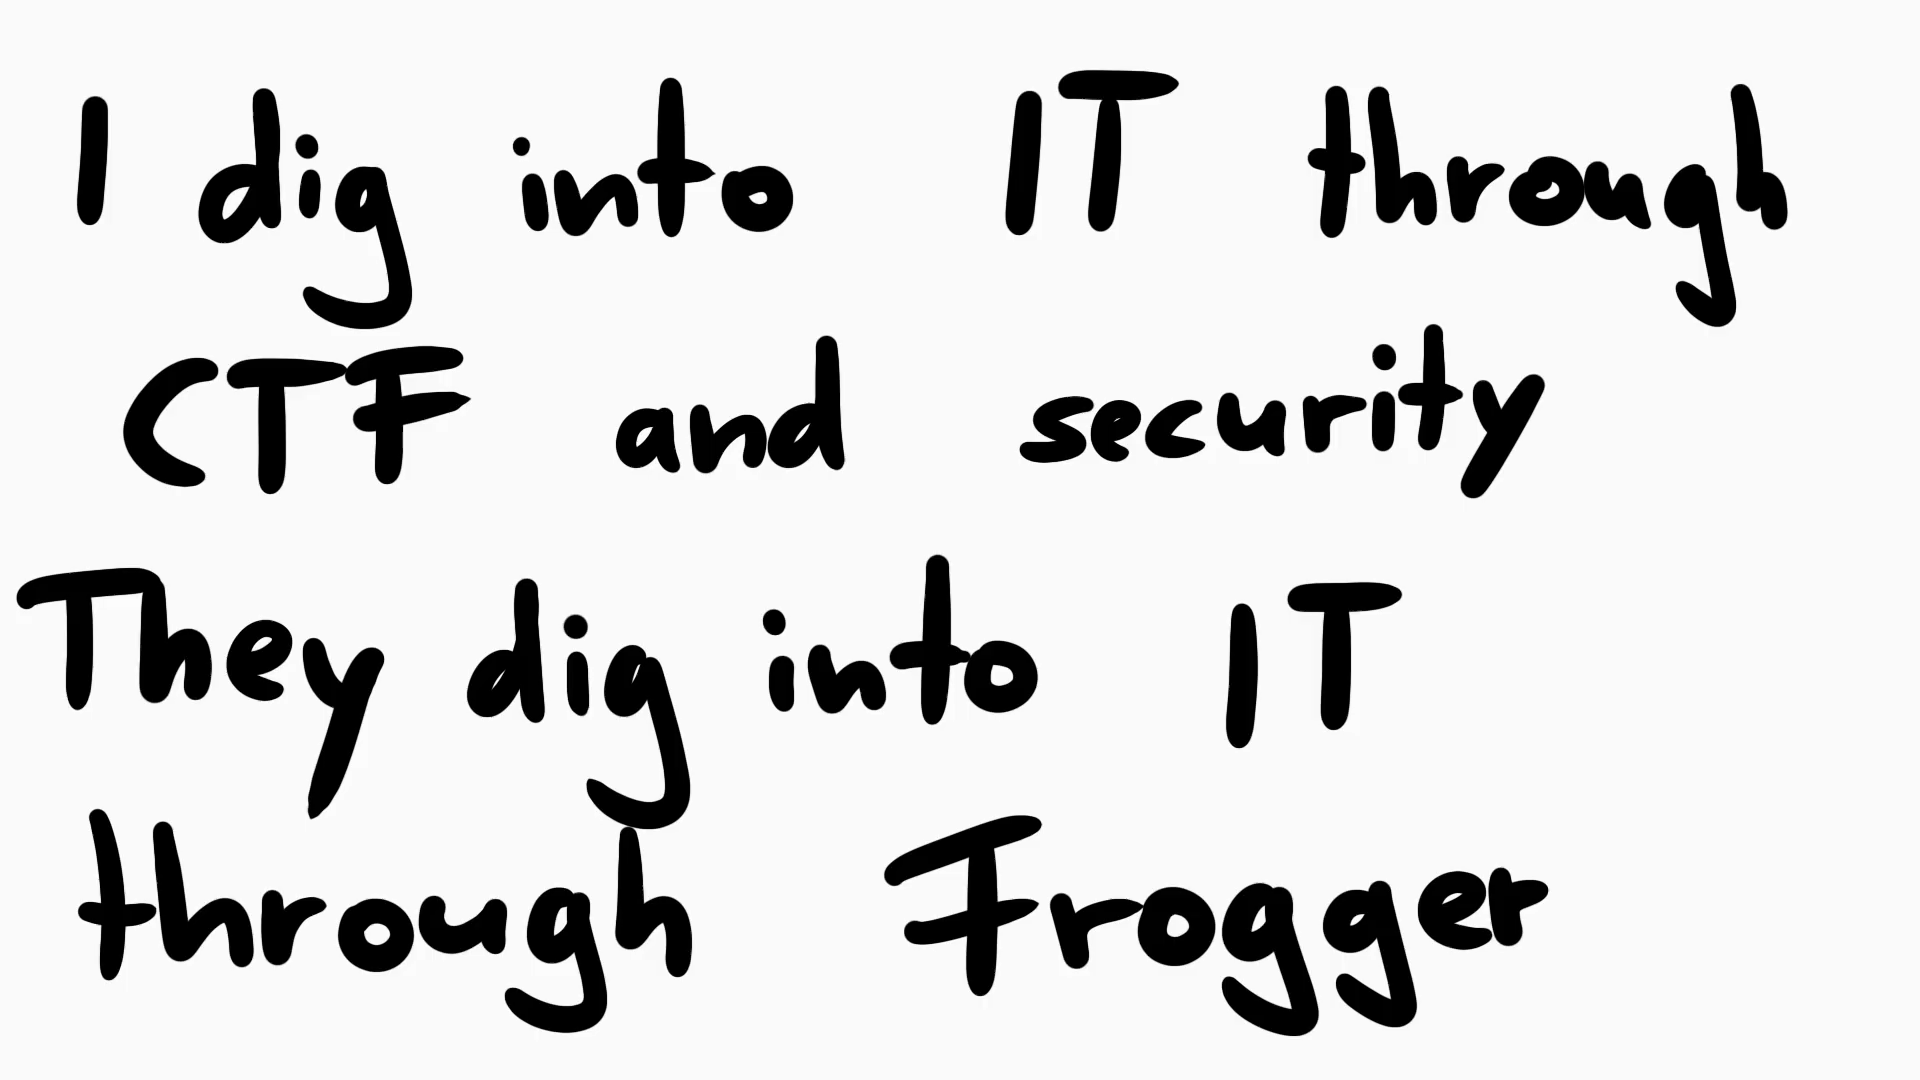 I dig into IT through
CTF and security
They dig into IT
through Frogger